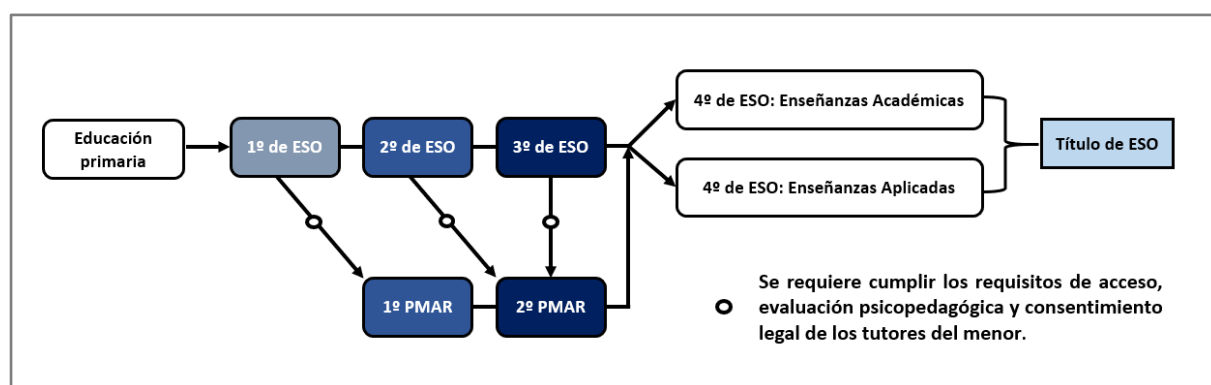 Educación
primaria
1º de ESO
2º de ESO
3º de ESO
4º de ESO: Enseñanzas Académicas
4º de ESO: Enseñanzas Aplicadas
Título de ESO
1º PMAR
2º PMAR
Se requiere cumplir los requisitos de acceso,
evaluación psicopedagógica y consentimiento
legal de los tutores del menor.